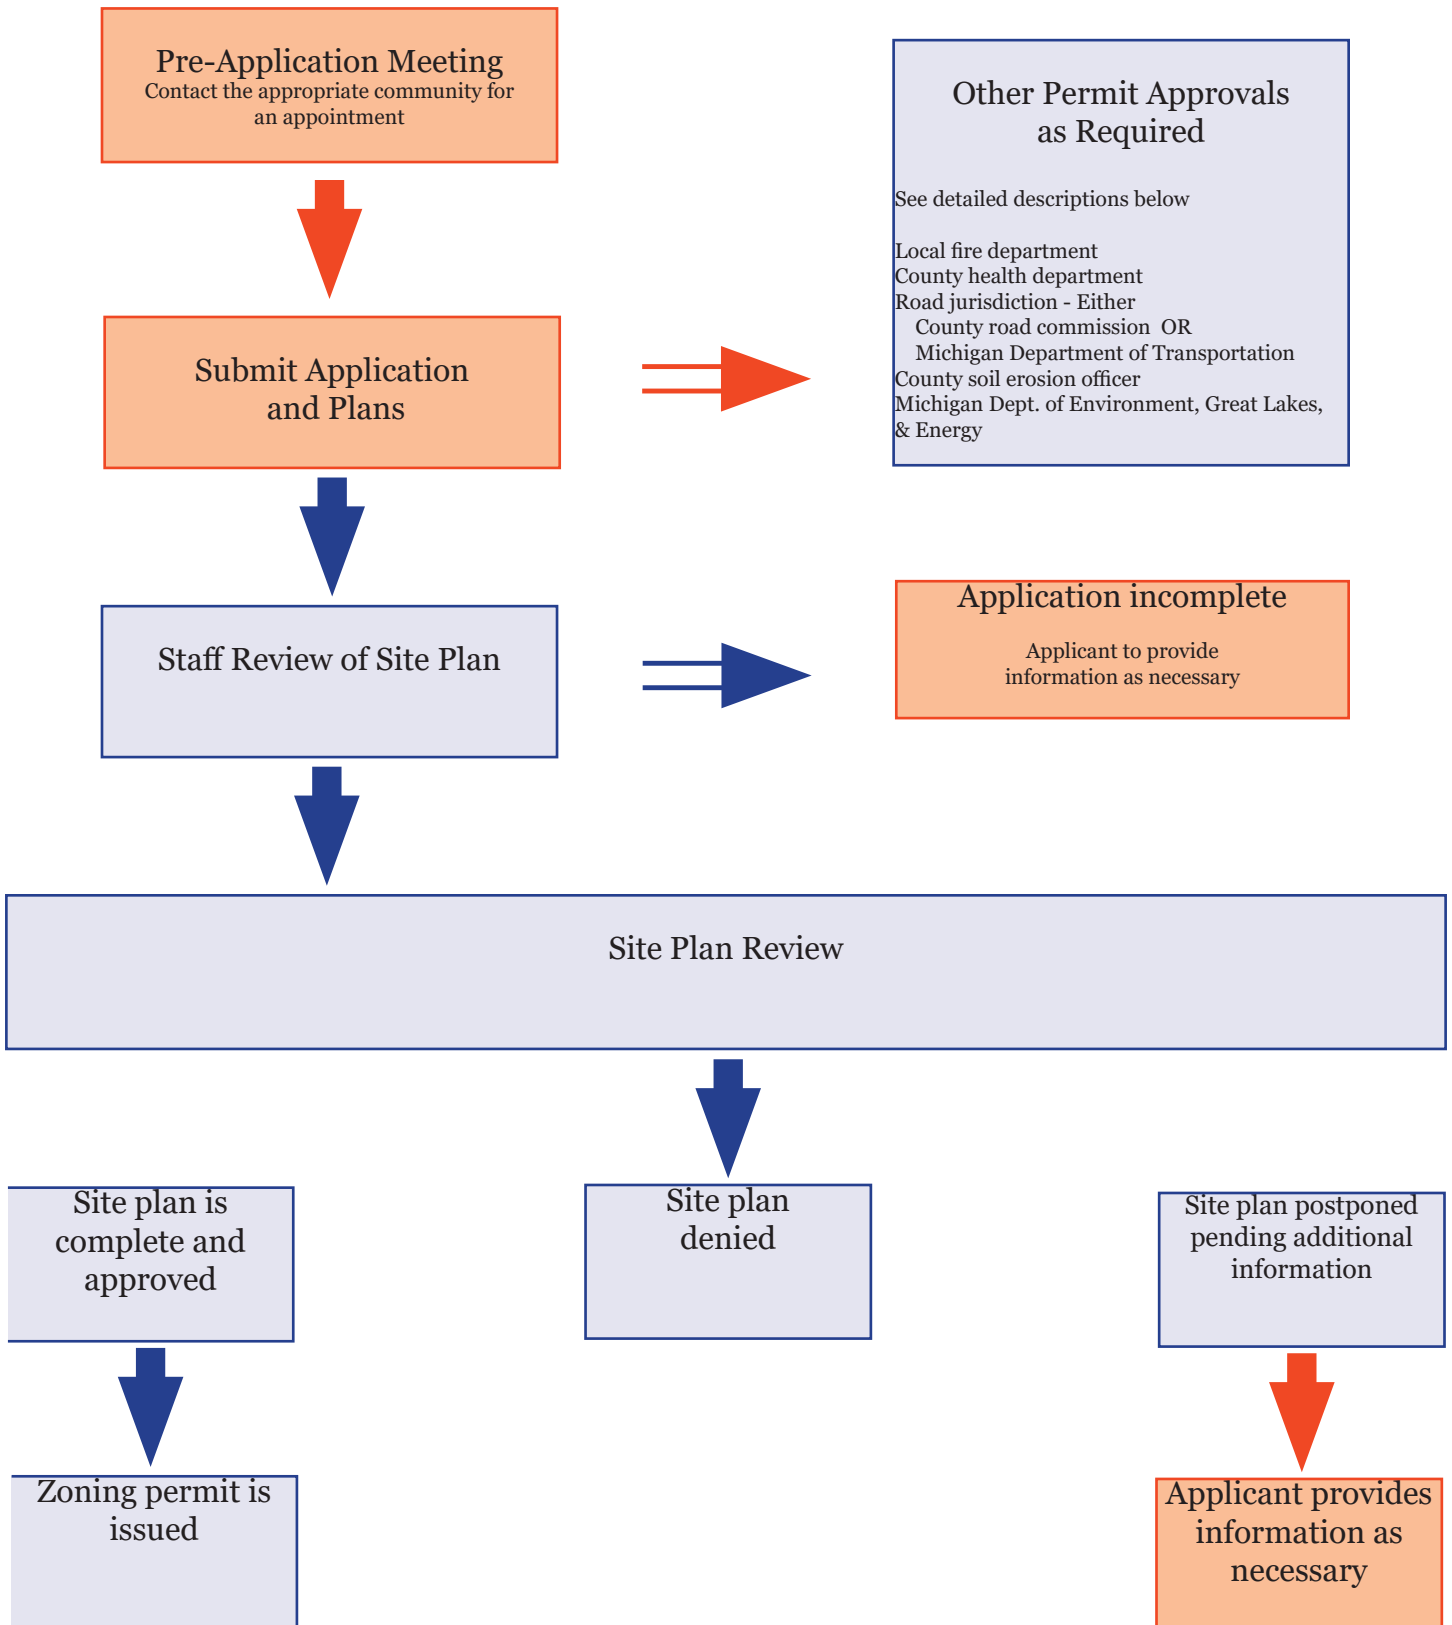 Pre-Application Meeting
Contact the appropriate community for
an appointment
Other Permit Approvals
as Required
See detailed descriptions below
Local fire department
County health department
Road jurisdiction - Either
County road commission OR
Michigan Department of Transportation
County soil erosion officer
Michigan Dept. of Environment, Great Lakes,
& Energy
Submit Application
and Plans
Staff Review of Site Plan
Application incomplete
Applicant to provide
information as necessary
Site Plan Review
Site plan is
complete and
approved
Site plan
denied
Site plan postponed
pending additional
information
Zoning permit is
issued
Applicant provides
information as
necessary